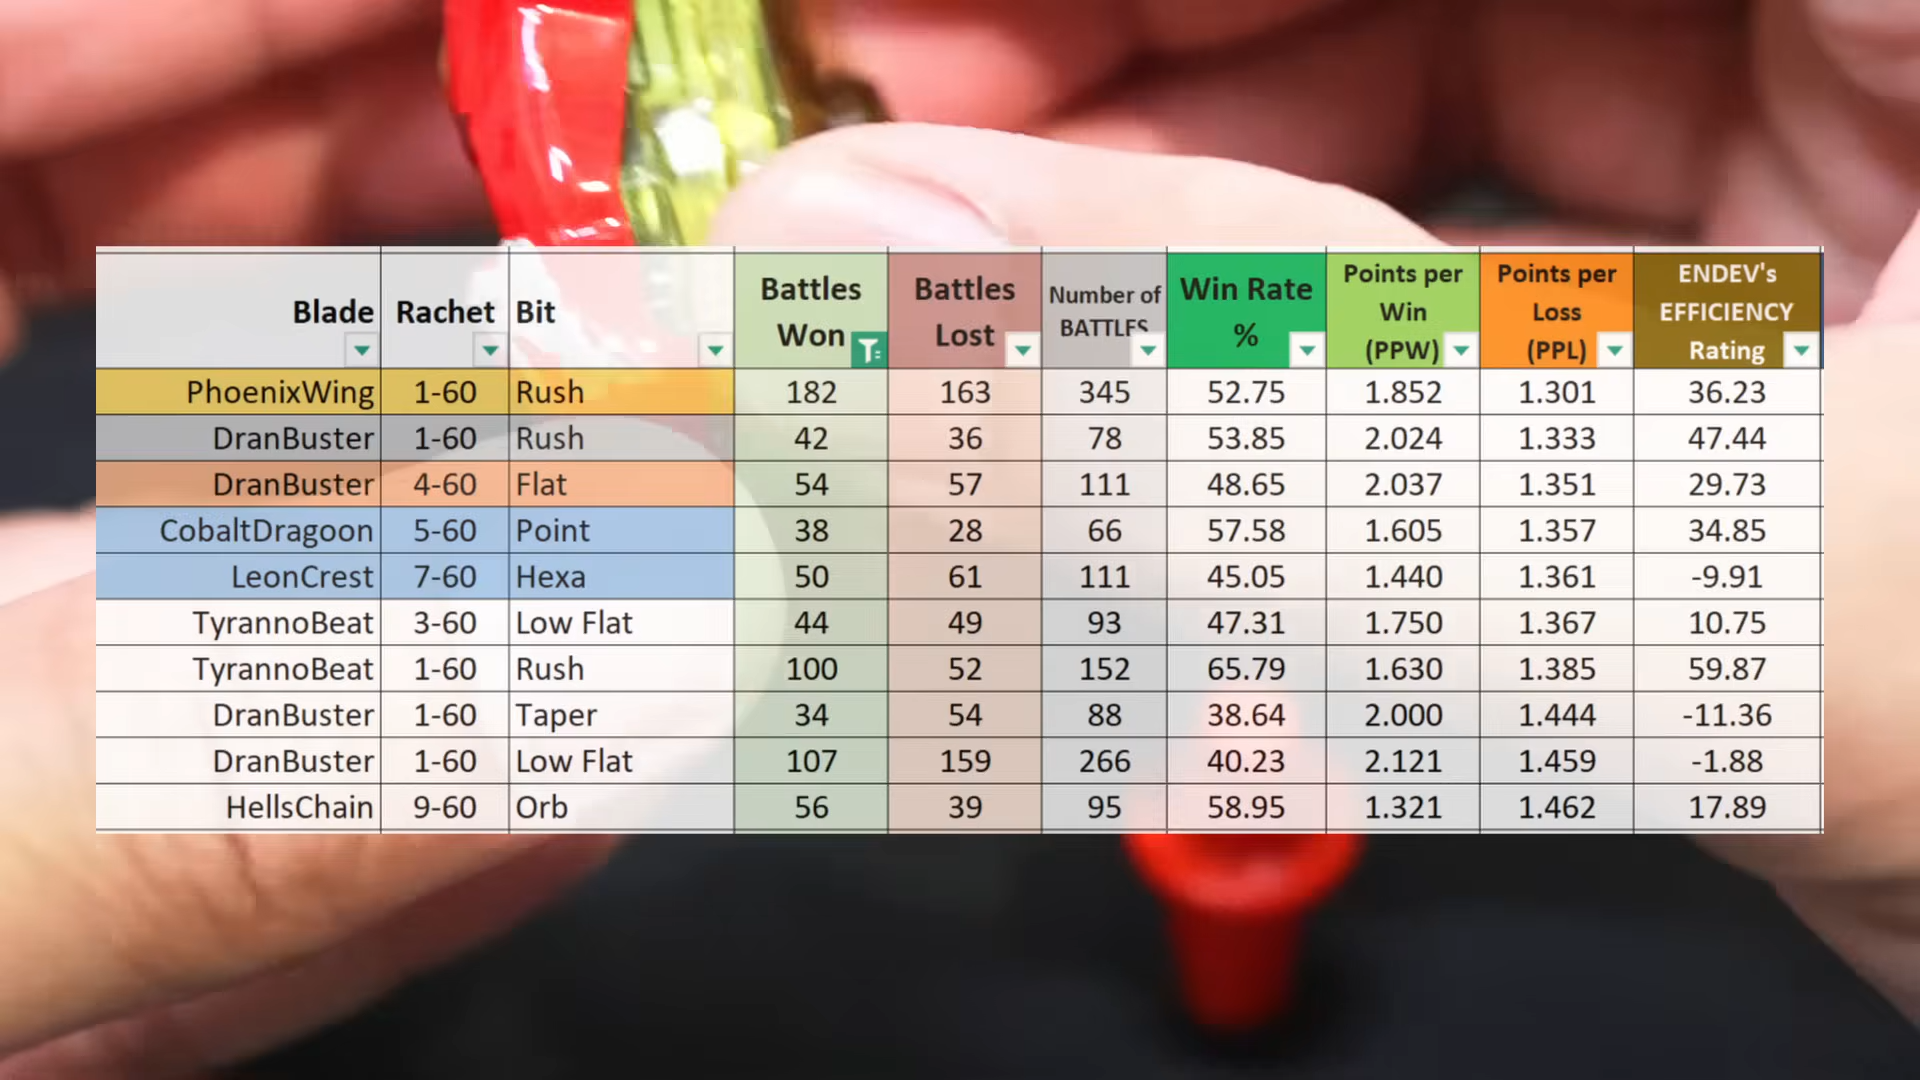 Blade Rachet Bit Battles Won Battles Lost Number of BATTLES Win Rate % Points per Win (PPW) Points per Loss (PPL) ENDEV's EFFICIENCY Rating
PhoenixWing 1-60 Rush 182 163 345 52.75 1.852 1.301 36.23
DranBuster 1-60 Rush 42 36 78 53.85 2.024 1.333 47.44
DranBuster 4-60 Flat 54 57 111 48.65 2.037 1.351 29.73
CobaltDragoon 5-60 Point 38 28 66 57.58 1.605 1.357 34.85
LeonCrest 7-60 Hexa 50 61 111 45.05 1.440 1.361 -9.91
TyrannoBeat 3-60 Low Flat 44 49 93 47.31 1.750 1.367 10.75
TyrannoBeat 1-60 Rush 100 52 152 65.79 1.630 1.385 59.87
DranBuster 1-60 Taper 34 54 88 38.64 2.000 1.444 -11.36
DranBuster 1-60 Low Flat 107 159 266 40.23 2.121 1.459 -1.88
HellsChain 9-60 Orb 56 39 95 58.95 1.321 1.462 17.89